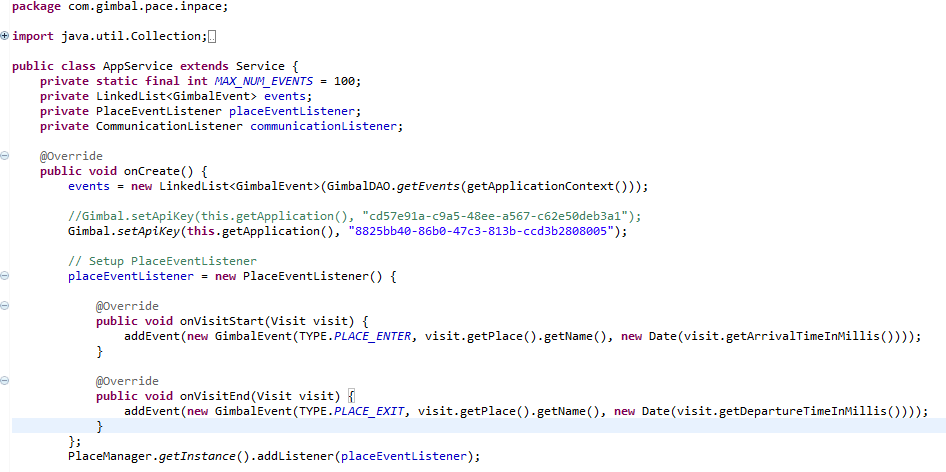 package com.gimbal.pace.inpace;
import java.util.Collection;
public class AppService extends Service {
private static final int MAX_NUM_EVENTS = 100;
private LinkedList<GimbalEvent> events;
private PlaceEventListener placeEventListener;
private CommunicationListener communicationListener;
@Override
public void onCreate() {
events = new LinkedList<GimbalEvent>(GimbalDAO.getEvents(getApplicationContext()));
//Gimbal.setApiKey(this.getApplication(), "cd57e91a-c9a5-48ee-a567-c62e50deb3a1");
Gimbal.setApiKey(this.getApplication(), "8825bb40-86b0-47c3-813b-ccd3b2808005");
// Setup PlaceEventListener
placeEventListener = new PlaceEventListener() {
@Override
public void onVisitStart(Visit visit) {
addEvent(new GimbalEvent(TYPE.PLACE_ENTER, visit.getPlace().getName(), new Date(visit.getArrivalTimeInMillis())));
}
@Override
public void onVisitEnd(Visit visit) {
addEvent(new GimbalEvent(TYPE.PLACE_EXIT, visit.getPlace().getName(), new Date(visit.getDepartureTimeInMillis())));
}
};
PlaceManager.getInstance().addListener(placeEventListener);